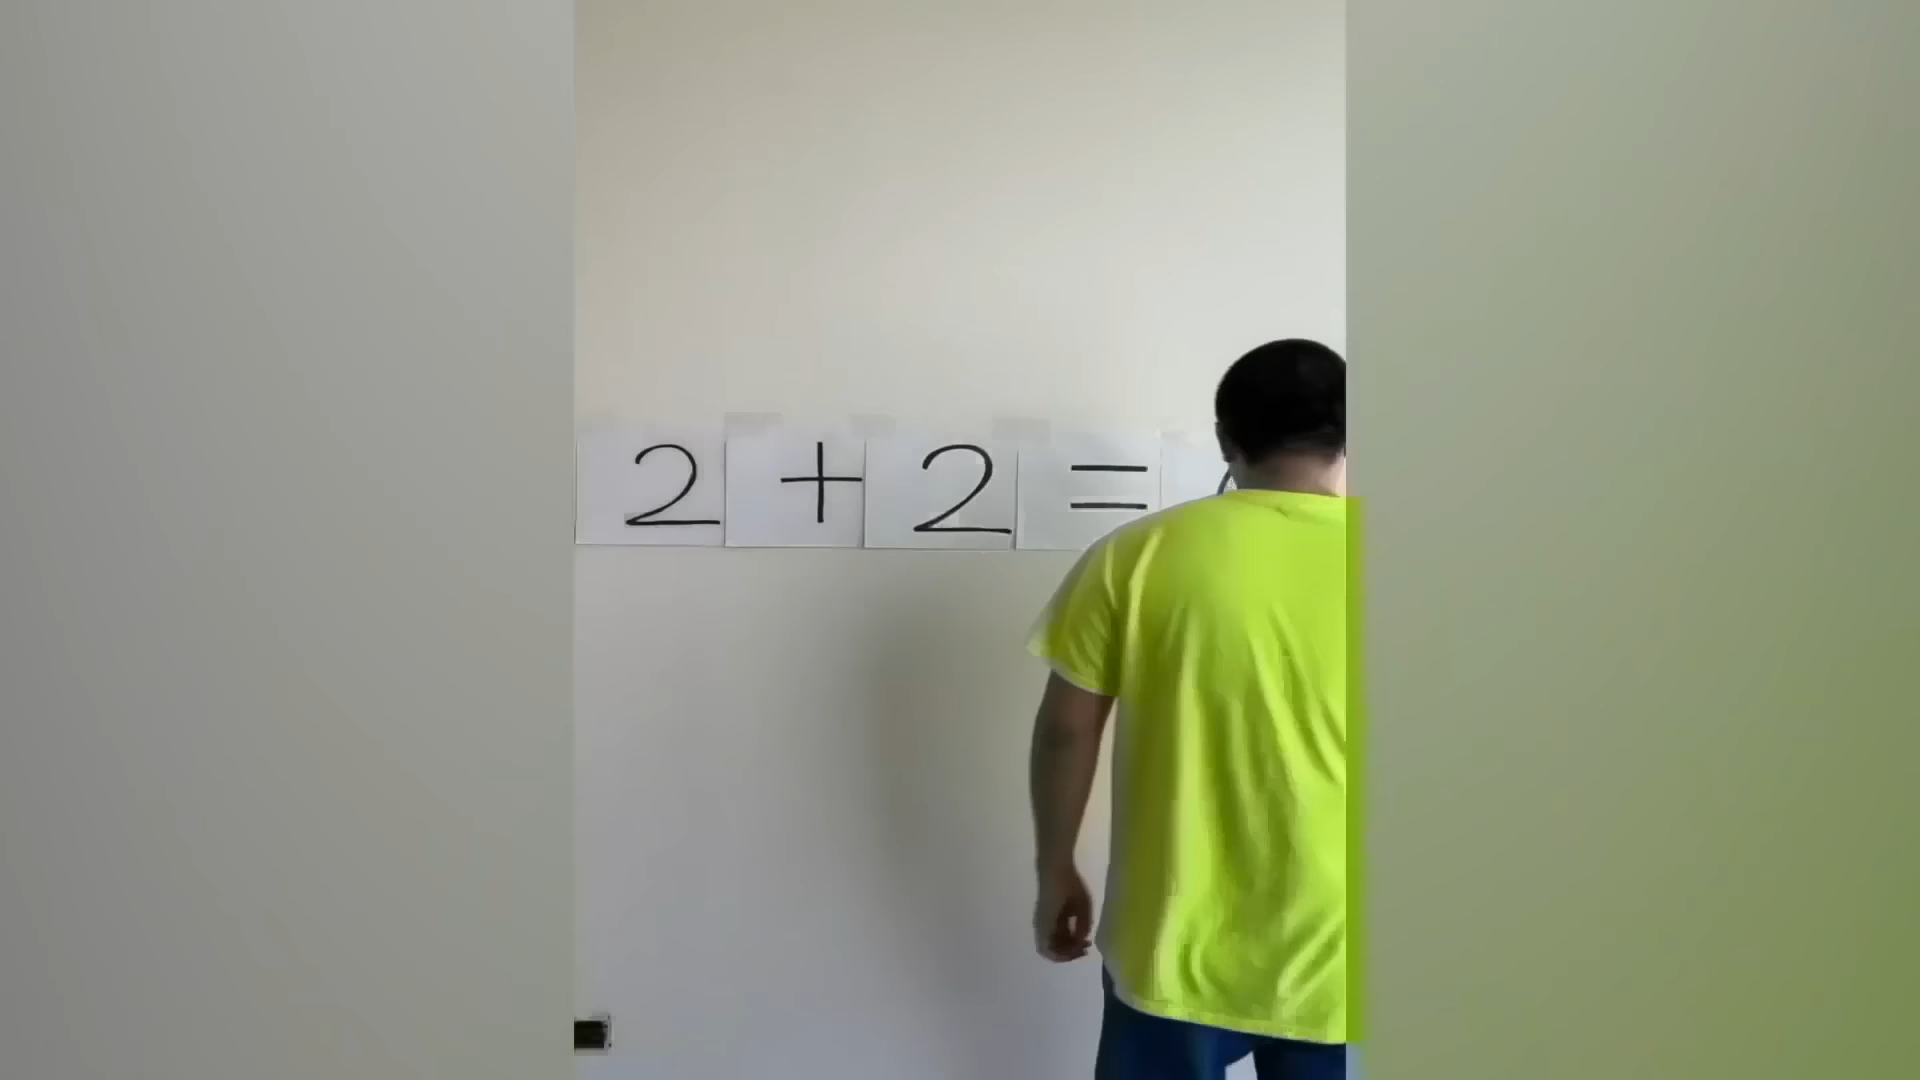 2 + 2 =